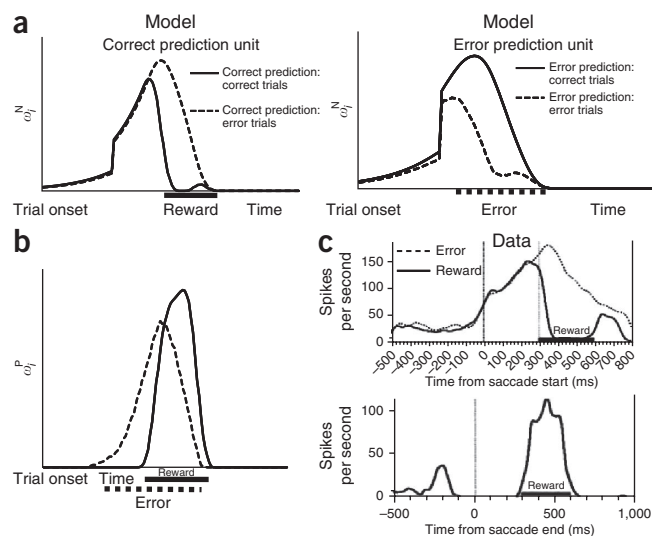 a
Model
Correct prediction unit
Correct prediction:
correct trials
Correct prediction:
error trials
ω_i^N
Trial onset
Reward
Time
Model
Error prediction unit
Error prediction:
correct trials
Error prediction:
error trials
ω_i^N
Trial onset
Error
Time
b
ω_i^P
Trial onset
Time
Reward
Error
c
Data
Error
Reward
Spikes
per second
150
100
50
0
Reward
–500 –400 –300 –200 –100 0 100 200 300 400 500 600 700 800
Time from saccade start (ms)
Spikes
per second
100
50
0
Reward
–500 0 500 1,000
Time from saccade end (ms)